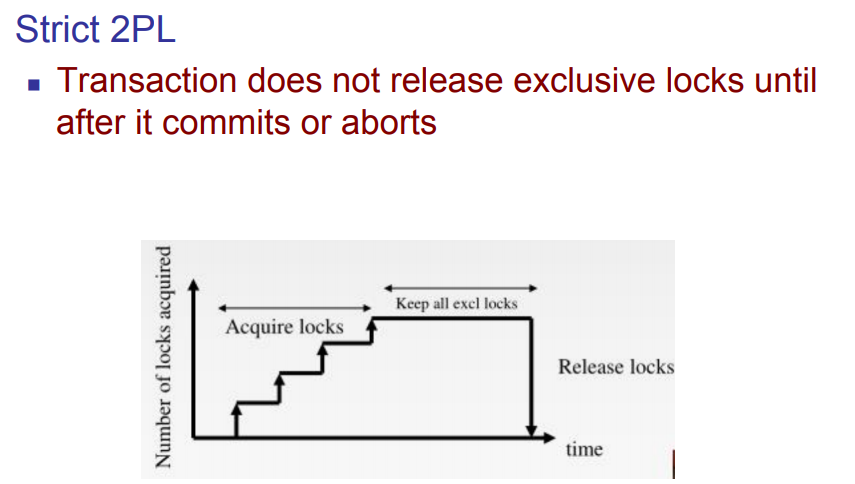 Strict 2PL
Transaction does not release exclusive locks until
after it commits or aborts
Number of locks acquired
Keep all excl locks
Acquire locks
Release locks
time